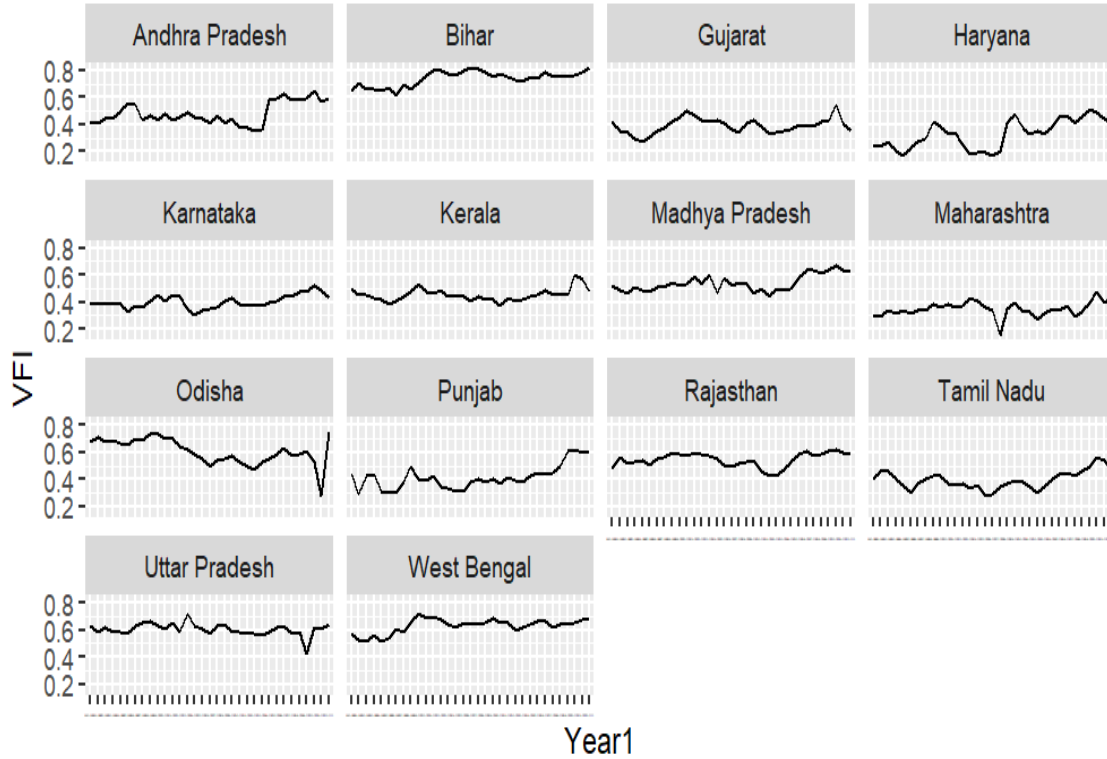 Andhra Pradesh Bihar Gujarat Haryana
0.8
0.6
0.4
0.2
Karnataka Kerala Madhya Pradesh Maharashtra
0.8
0.6
0.4
0.2
VFI
Odisha Punjab Rajasthan Tamil Nadu
0.8
0.6
0.4
0.2
Uttar Pradesh West Bengal
0.8
0.6
0.4
0.2
Year1